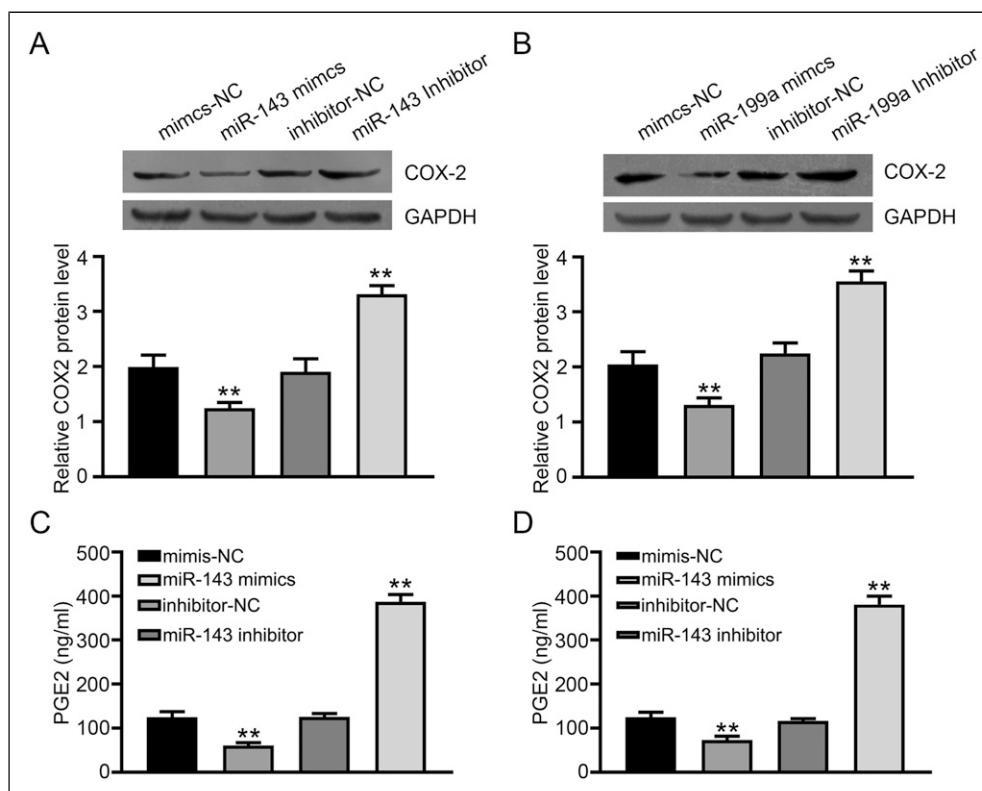 A
mimcs-NC
miR-143 mimcs
inhibitor-NC
miR-143 Inhibitor
COX-2
GAPDH
Relative COX2 protein level
4
3
2
1
0
**
**
B
mimcs-NC
miR-199a mimcs
inhibitor-NC
miR-199a Inhibitor
COX-2
GAPDH
Relative COX2 protein level
4
3
2
1
0
**
**
C
PGE2 (ng/ml)
500
400
300
200
100
0
mimis-NC
miR-143 mimics
inhibitor-NC
miR-143 inhibitor
**
**
D
PGE2 (ng/ml)
500
400
300
200
100
0
mimis-NC
miR-143 mimics
inhibitor-NC
miR-143 inhibitor
**
**